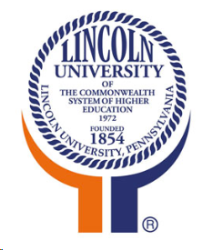 LINCOLN
UNIVERSITY
OF
THE COMMONWEALTH
SYSTEM OF HIGHER
EDUCATION
1972
FOUNDED
1854
LINCOLN UNIVERSITY, PENNSYLVANIA
®